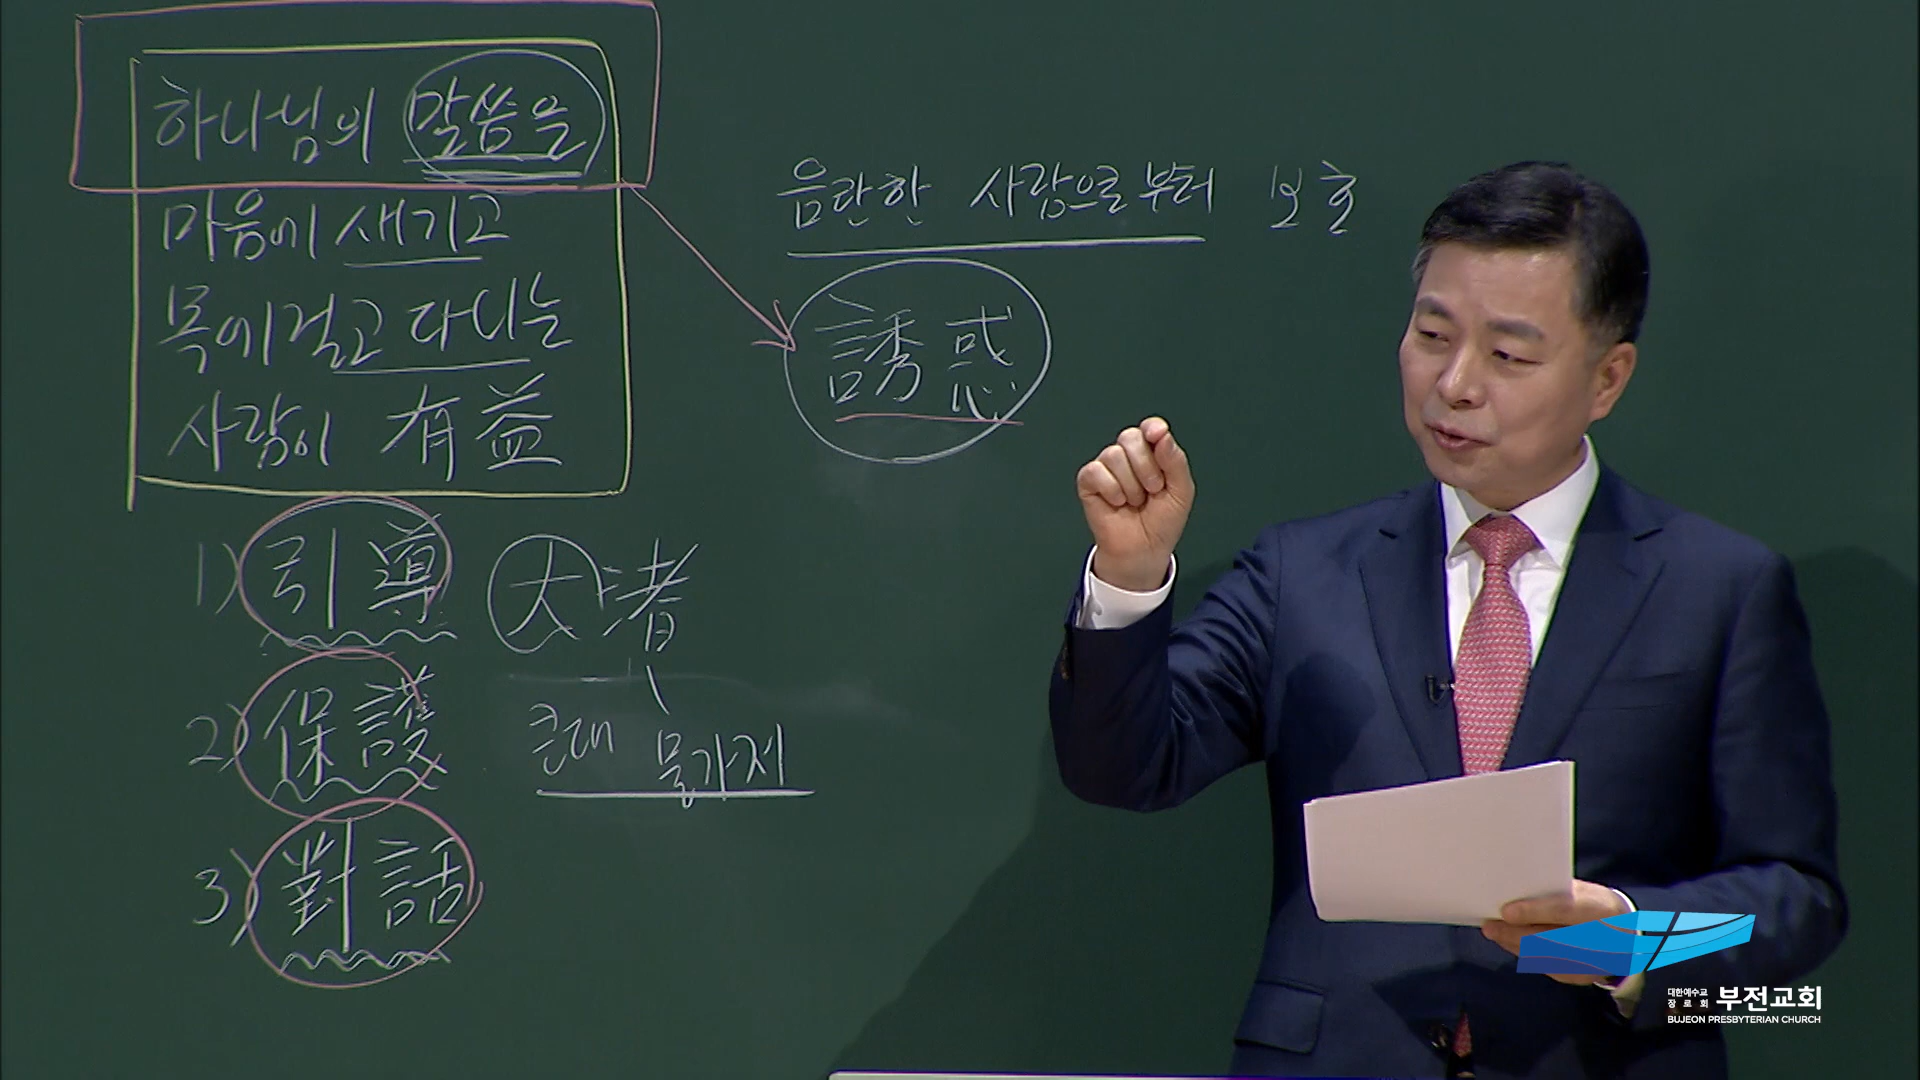 하나님의 말씀을
마음에 새기고
목에 걸고 다니는
사람이 有益
1) 引導 大渚
2) 保護
큰 대 물가 저
3) 對話
음란한 사람으로부터 보호
誘惑
대한예수교
장로회
부전교회
BUJEON PRESBYTERIAN CHURCH